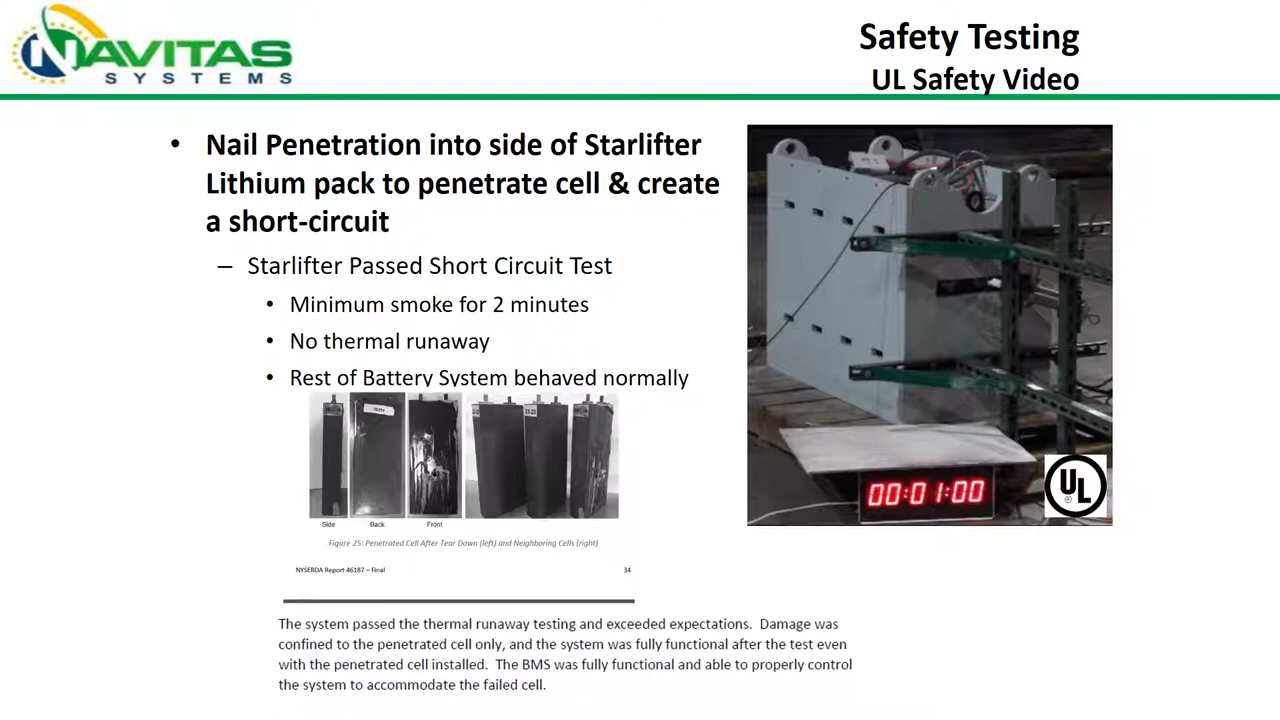 NAVITAS
SYSTEMS
Safety Testing
UL Safety Video
• Nail Penetration into side of Starlifter
Lithium pack to penetrate cell & create
a short-circuit
– Starlifter Passed Short Circuit Test
• Minimum smoke for 2 minutes
• No thermal runaway
• Rest of Battery System behaved normally
Side Back Front
Figure 25: Penetrated Cell After Tear Down (left) and Neighboring Cells (right)
NYSERDA Report 46187 – Final 34
The system passed the thermal runaway testing and exceeded expectations. Damage was
confined to the penetrated cell only, and the system was fully functional after the test even
with the penetrated cell installed. The BMS was fully functional and able to properly control
the system to accommodate the failed cell.
00:01:00
UL
®